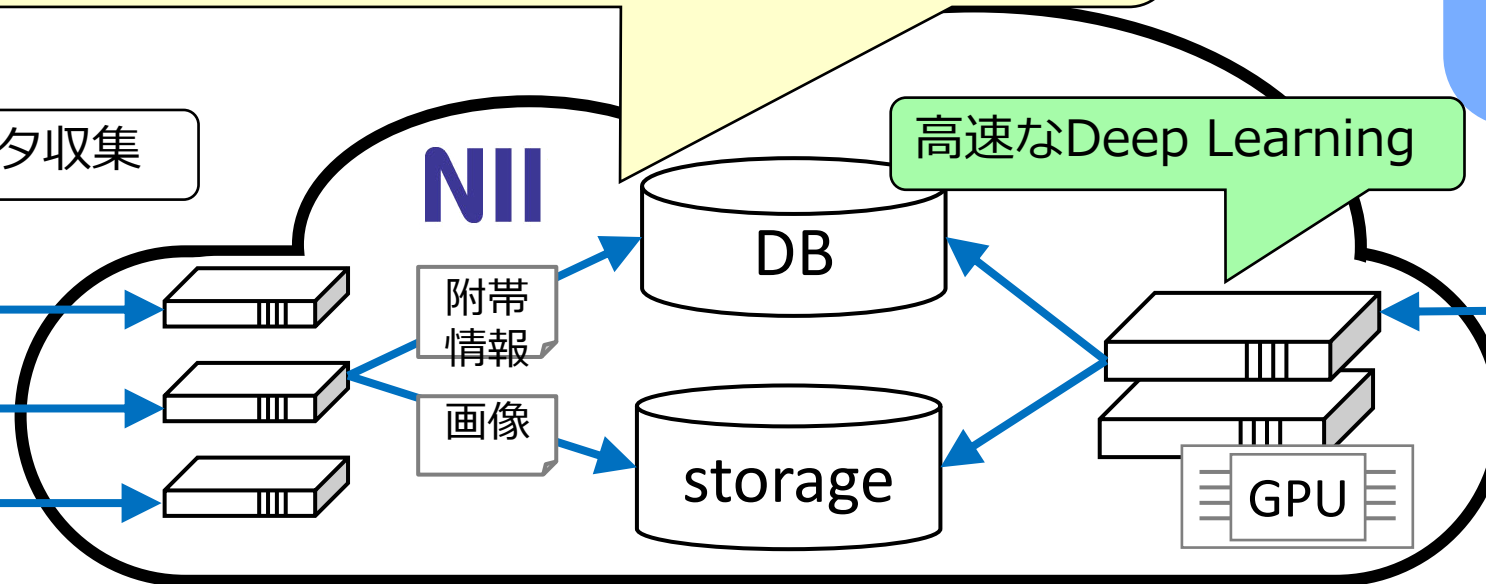 タ収集
NII
高速なDeep Learning
DB
附帯
情報
画像
storage
GPU